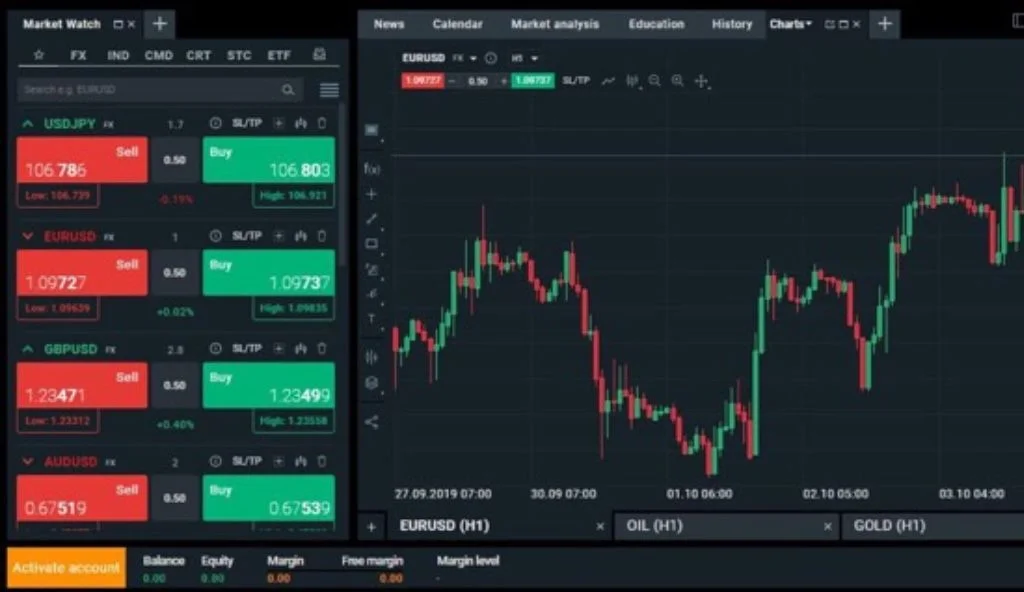 Market Watch
FX IND CMD CRT STC ETF
Search e.g. EURUSD
USDJPY FX 1.7 SL/TP
Sell 0.50 Buy
106.786 106.803
Low: 106.739 -0.19% High: 106.921
EURUSD FX 1 SL/TP
Sell 0.50 Buy
1.09727 1.09737
Low: 1.09639 +0.02% High: 1.09835
GBPUSD FX 2.8 SL/TP
Sell 0.50 Buy
1.23471 1.23499
Low: 1.23312 +0.40% High: 1.23558
AUDUSD FX 2 SL/TP
Sell 0.50 Buy
0.67519 0.67539
News Calendar Market analysis Education History Charts
EURUSD FX H1
1.09727 - 0.50 + 1.09737 SL/TP
f(x)
T
27.09.2019 07:00 30.09 07:00 01.10 06:00 02.10 05:00 03.10 04:00
+ EURUSD (H1) × OIL (H1) × GOLD (H1)
Activate account
Balance Equity Margin Free margin Margin level
0.00 0.00 0.00 0.00 -